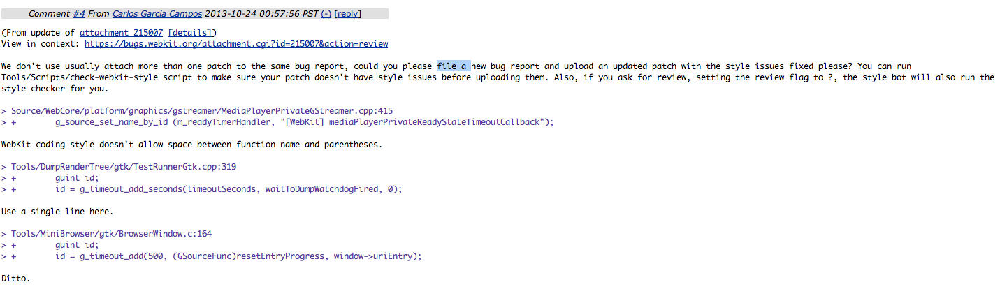 Comment #4 From Carlos Garcia Campos 2013-10-24 00:57:56 PST (-) [reply]
(From update of attachment 215007 [details])
View in context: https://bugs.webkit.org/attachment.cgi?id=215007&action=review
We don't use usually attach more than one patch to the same bug report, could you please file a new bug report and upload an updated patch with the style issues fixed please? You can run
Tools/Scripts/check-webkit-style script to make sure your patch doesn't have style issues before uploading them. Also, if you ask for review, setting the review flag to ?, the style bot will also run the
style checker for you.
> Source/WebCore/platform/graphics/gstreamer/MediaPlayerPrivateGStreamer.cpp:415
> +        g_source_set_name_by_id (m_readyTimerHandler, "[WebKit] mediaPlayerPrivateReadyStateTimeoutCallback");
WebKit coding style doesn't allow space between function name and parentheses.
> Tools/DumpRenderTree/gtk/TestRunnerGtk.cpp:319
> +        guint id;
> +        id = g_timeout_add_seconds(timeoutSeconds, waitToDumpWatchdogFired, 0);
Use a single line here.
> Tools/MiniBrowser/gtk/BrowserWindow.c:164
> +        guint id;
> +        id = g_timeout_add(500, (GSourceFunc)resetEntryProgress, window->uriEntry);
Ditto.